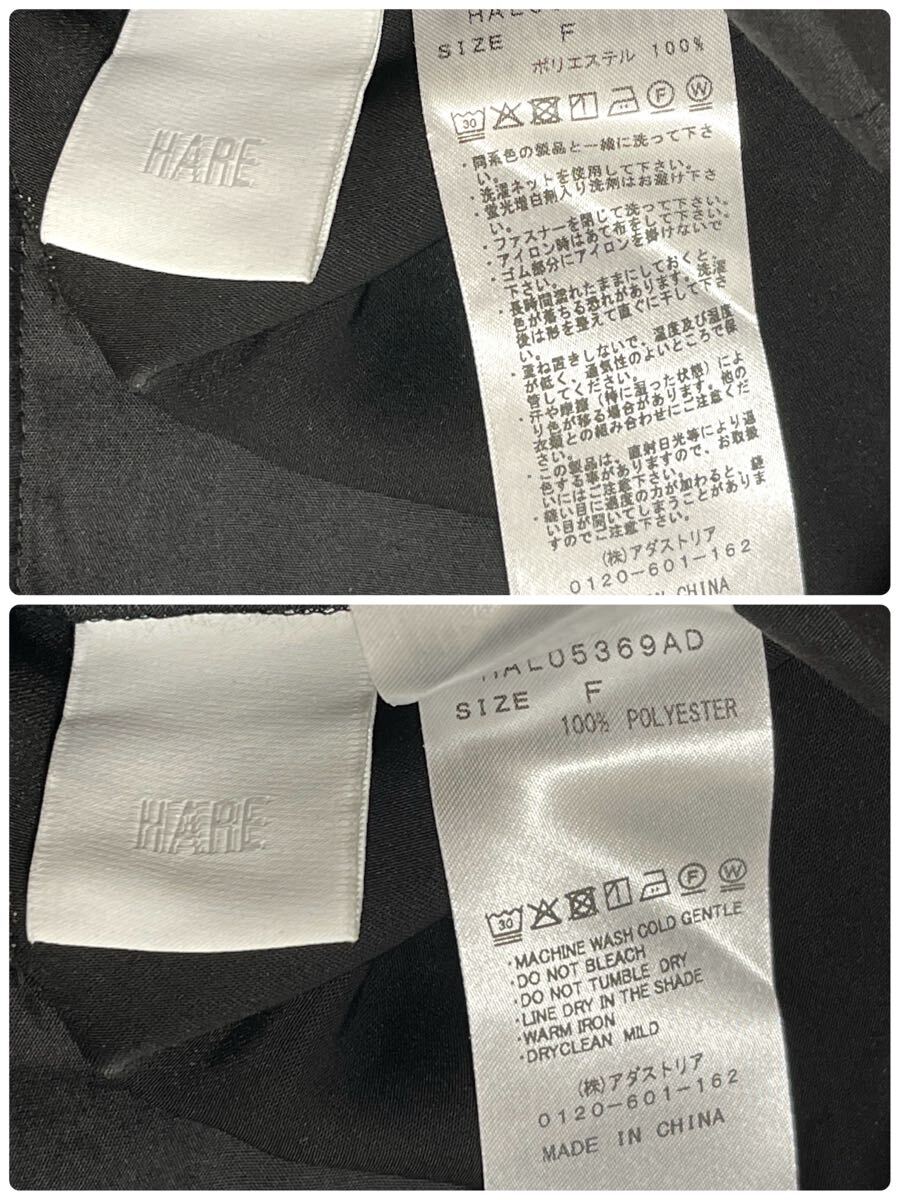 HARE
SIZE F
ポリエステル 100%
30
F
W
・同系色の製品と一緒に洗って下さ
い。
・洗濯ネットを使用して下さい。
・蛍光増白剤入り洗剤はお避け下さ
い。
・ファスナーを閉じて洗って下さい。
・アイロン時はあて布をして下さい。
・ゴム部分にアイロンを掛けないで
下さい。
・長時間濡れたままにしておくと、
色が落ちる恐れがあります。洗濯
後は形を整えて直ぐに干して下さ
い。
・重ね置きしないで、温度及び湿度
が低く、通気性のよいところで保
管してください。
・汗や摩擦（特に湿った状態）によ
り色が移る場合があります。他の
衣類との組み合わせにご注意くだ
さい。
・この製品は、直射日光等により退
色する事がありますので、お取扱
いにはご注意下さい。
・縫い目に過度の力が加わると、縫
い目が開いてしまうことがありま
すのでご注意下さい。
(株)アダストリア
0120-601-162
CHINA
HARE
05369AD
SIZE F
100% POLYESTER
30
F
W
・MACHINE WASH COLD GENTLE
・DO NOT BLEACH
・DO NOT TUMBLE DRY
・LINE DRY IN THE SHADE
・WARM IRON
・DRYCLEAN MILD
(株)アダストリア
0120-601-162
MADE IN CHINA